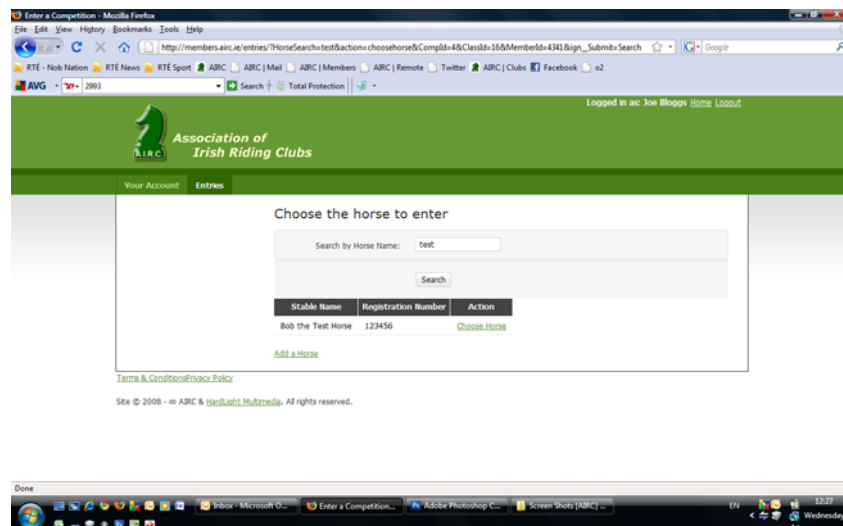 Enter a Competition - Mozilla Firefox
File Edit View History Bookmarks Tools Help
http://members.airc.ie/entries/?HorseSearch=test&action=choosehorse&CompId=4&ClassId=16&MemberId=4341&ign_Submit=Search Google
RTÉ - Nob Nation RTÉ News RTÉ Sport AIRC AIRC | Mail AIRC | Members AIRC | Remote Twitter AIRC | Clubs Facebook o2
AVG 2993 Search Total Protection
Logged in as: Joe Bloggs Home Logout
AIRC
Association of
Irish Riding Clubs
Your Account Entries
Choose the horse to enter
Search by Horse Name: test
Search
Stable Name Registration Number Action
Bob the Test Horse 123456 Choose Horse
Add a Horse
Terms & ConditionsPrivacy Policy
Site © 2008 - ∞ AIRC & HardLight Multimedia. All rights reserved.
Done
Inbox - Microsoft O... Enter a Competition... Adobe Photoshop C... Screen Shots [AIRC] ... EN 12:27
Wednesday